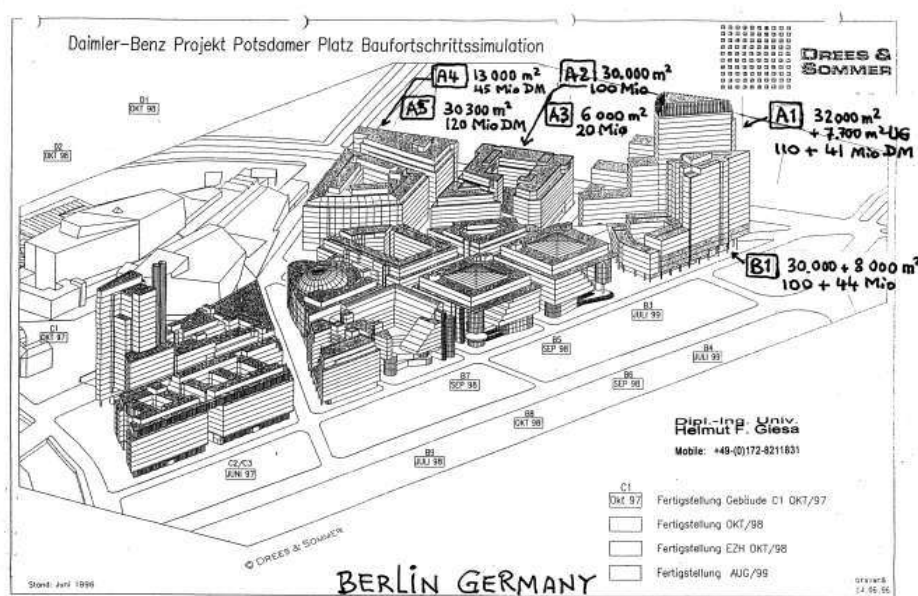 Daimler-Benz Projekt Potsdamer Platz Baufortschrittssimulation
DREES &
SOMMER
A4 13 000 m²
45 Mio DM
A5 30 300 m²
120 Mio DM
A2 30.000 m²
100 Mio
A3 6 000 m²
20 Mio
A1 32 000 m²
+ 7.700 m² UG
110 + 41 Mio DM
B1 30.000 + 8 000 m²
100 + 44 Mio
D1
OKT 98
D2
OKT 98
C1
OKT 97
B3
JULI 99
B5
SEP 98
B4
JULI 99
B7
SEP 98
B6
SEP 98
B8
OKT 98
B9
JULI 98
C2/C3
JUNI 97
Dipl.-Ing. Univ.
Helmut F. Giesa
Mobile: +49-(0)172-8211831
C1
Okt 97 Fertigstellung Gebäude C1 OKT/97
Fertigstellung OKT/98
Fertigstellung EZH OKT/98
Fertigstellung AUG/99
© DREES & SOMMER
Stand: Juni 1996
BERLIN GERMANY